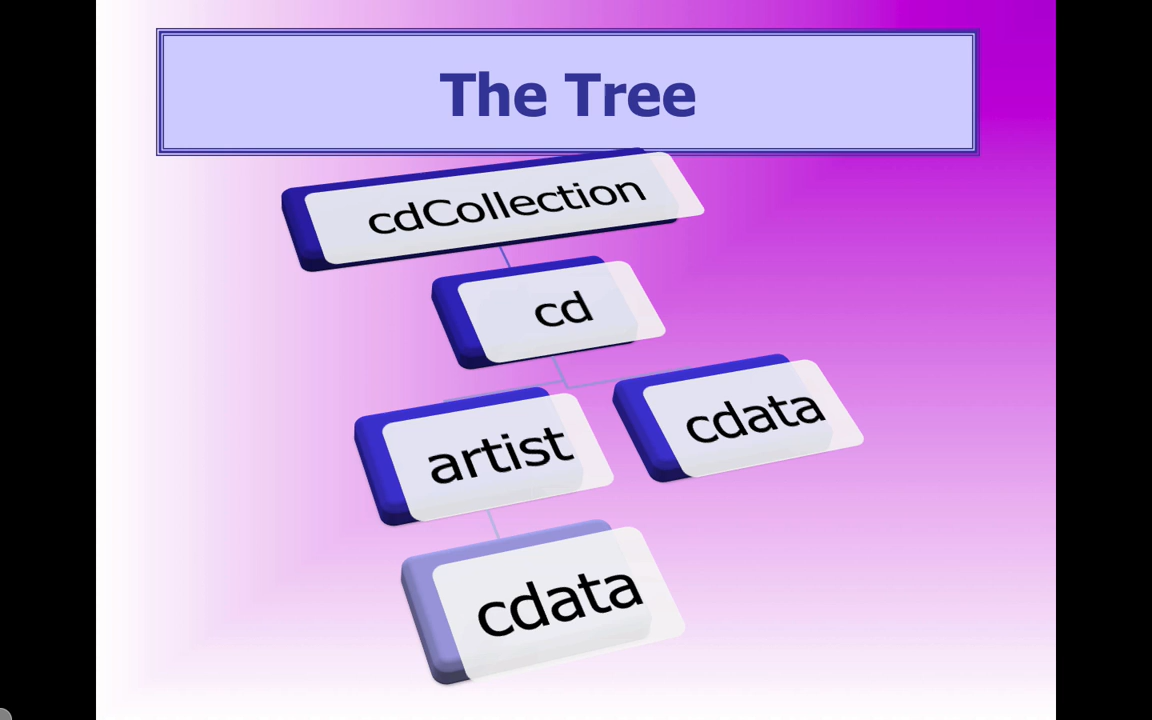 The Tree
cdCollection
cd
artist
cdata
cdata